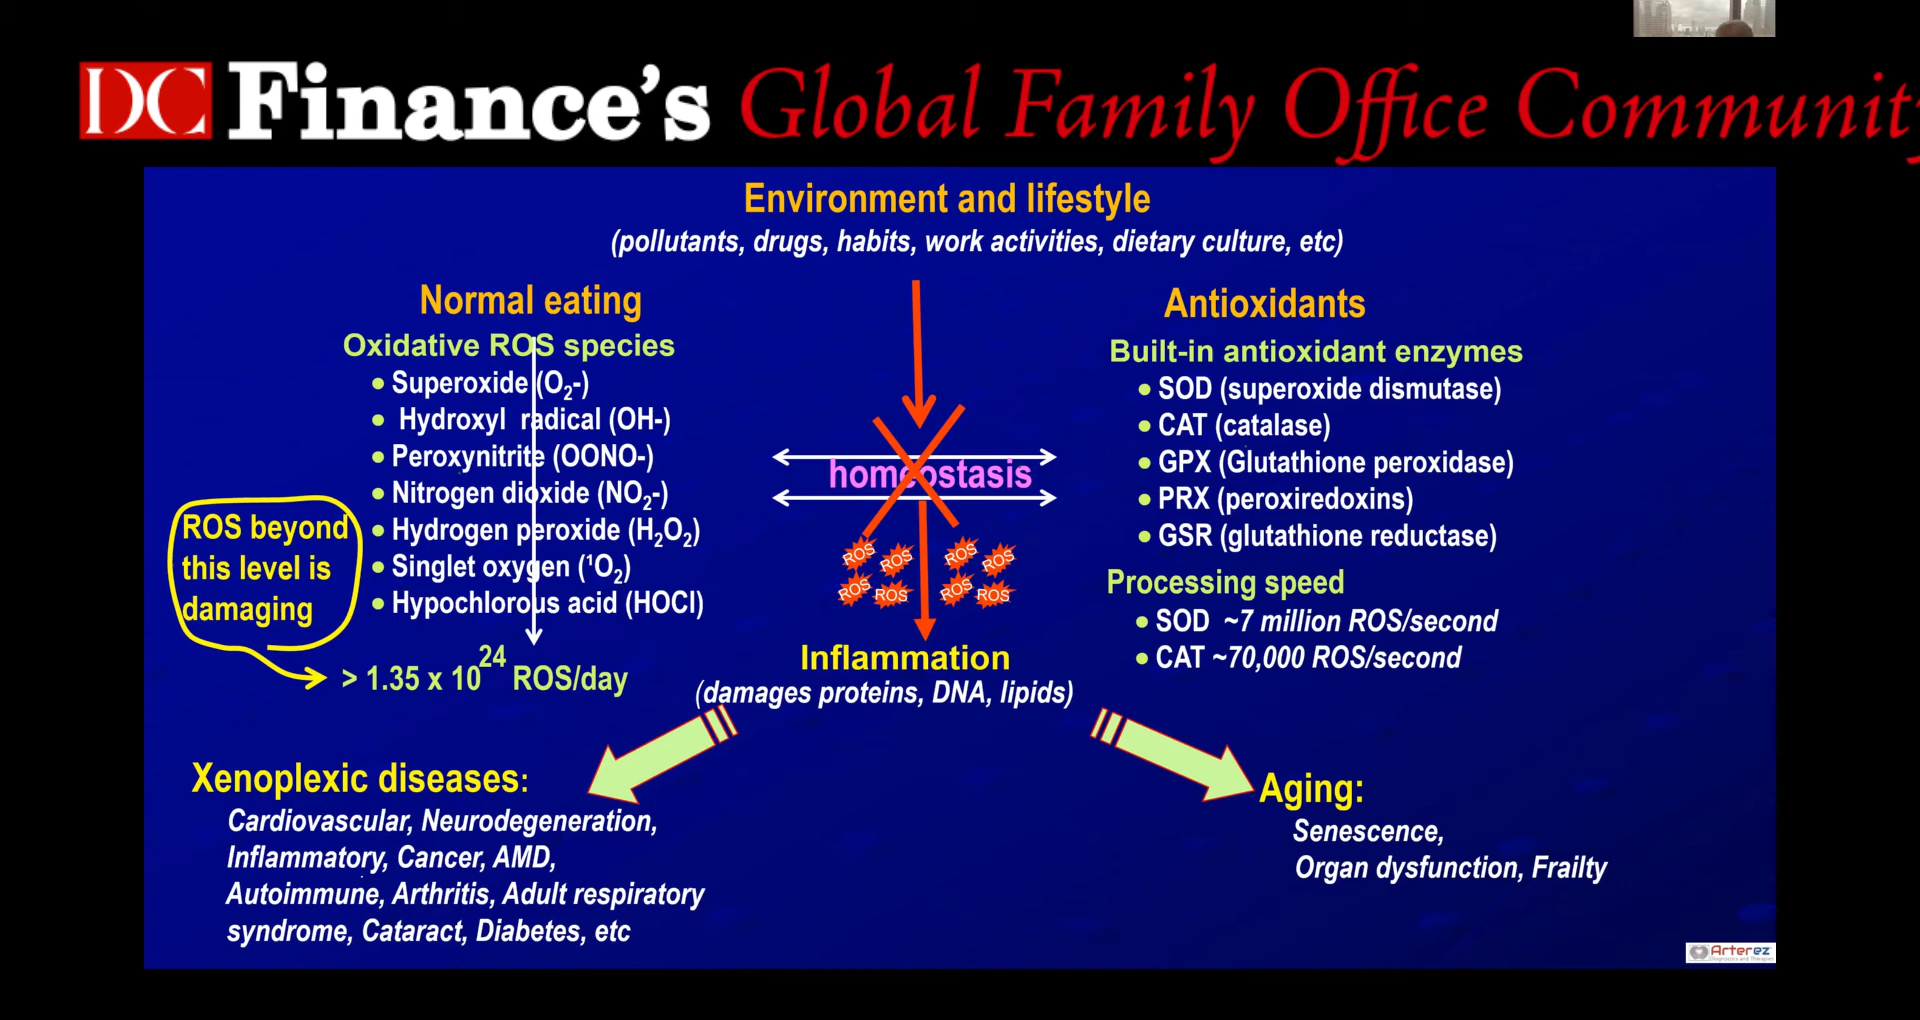 DC Finance's Global Family Office Community
Environment and lifestyle
(pollutants, drugs, habits, work activities, dietary culture, etc)
Normal eating
Oxidative ROS species
• Superoxide (O₂-)
• Hydroxyl radical (OH-)
• Peroxynitrite (OONO-)
• Nitrogen dioxide (NO₂-)
• Hydrogen peroxide (H₂O₂)
• Singlet oxygen (¹O₂)
• Hypochlorous acid (HOCl)
ROS beyond
this level is
damaging
> 1.35 x 10²⁴ ROS/day
homeostasis
ROS ROS ROS ROS
ROS ROS ROS ROS
Inflammation
(damages proteins, DNA, lipids)
Antioxidants
Built-in antioxidant enzymes
• SOD (superoxide dismutase)
• CAT (catalase)
• GPX (Glutathione peroxidase)
• PRX (peroxiredoxins)
• GSR (glutathione reductase)
Processing speed
• SOD ~7 million ROS/second
• CAT ~70,000 ROS/second
Xenoplexic diseases:
Cardiovascular, Neurodegeneration,
Inflammatory, Cancer, AMD,
Autoimmune, Arthritis, Adult respiratory
syndrome, Cataract, Diabetes, etc
Aging:
Senescence,
Organ dysfunction, Frailty
Arterez
Diagnostics and Therapies